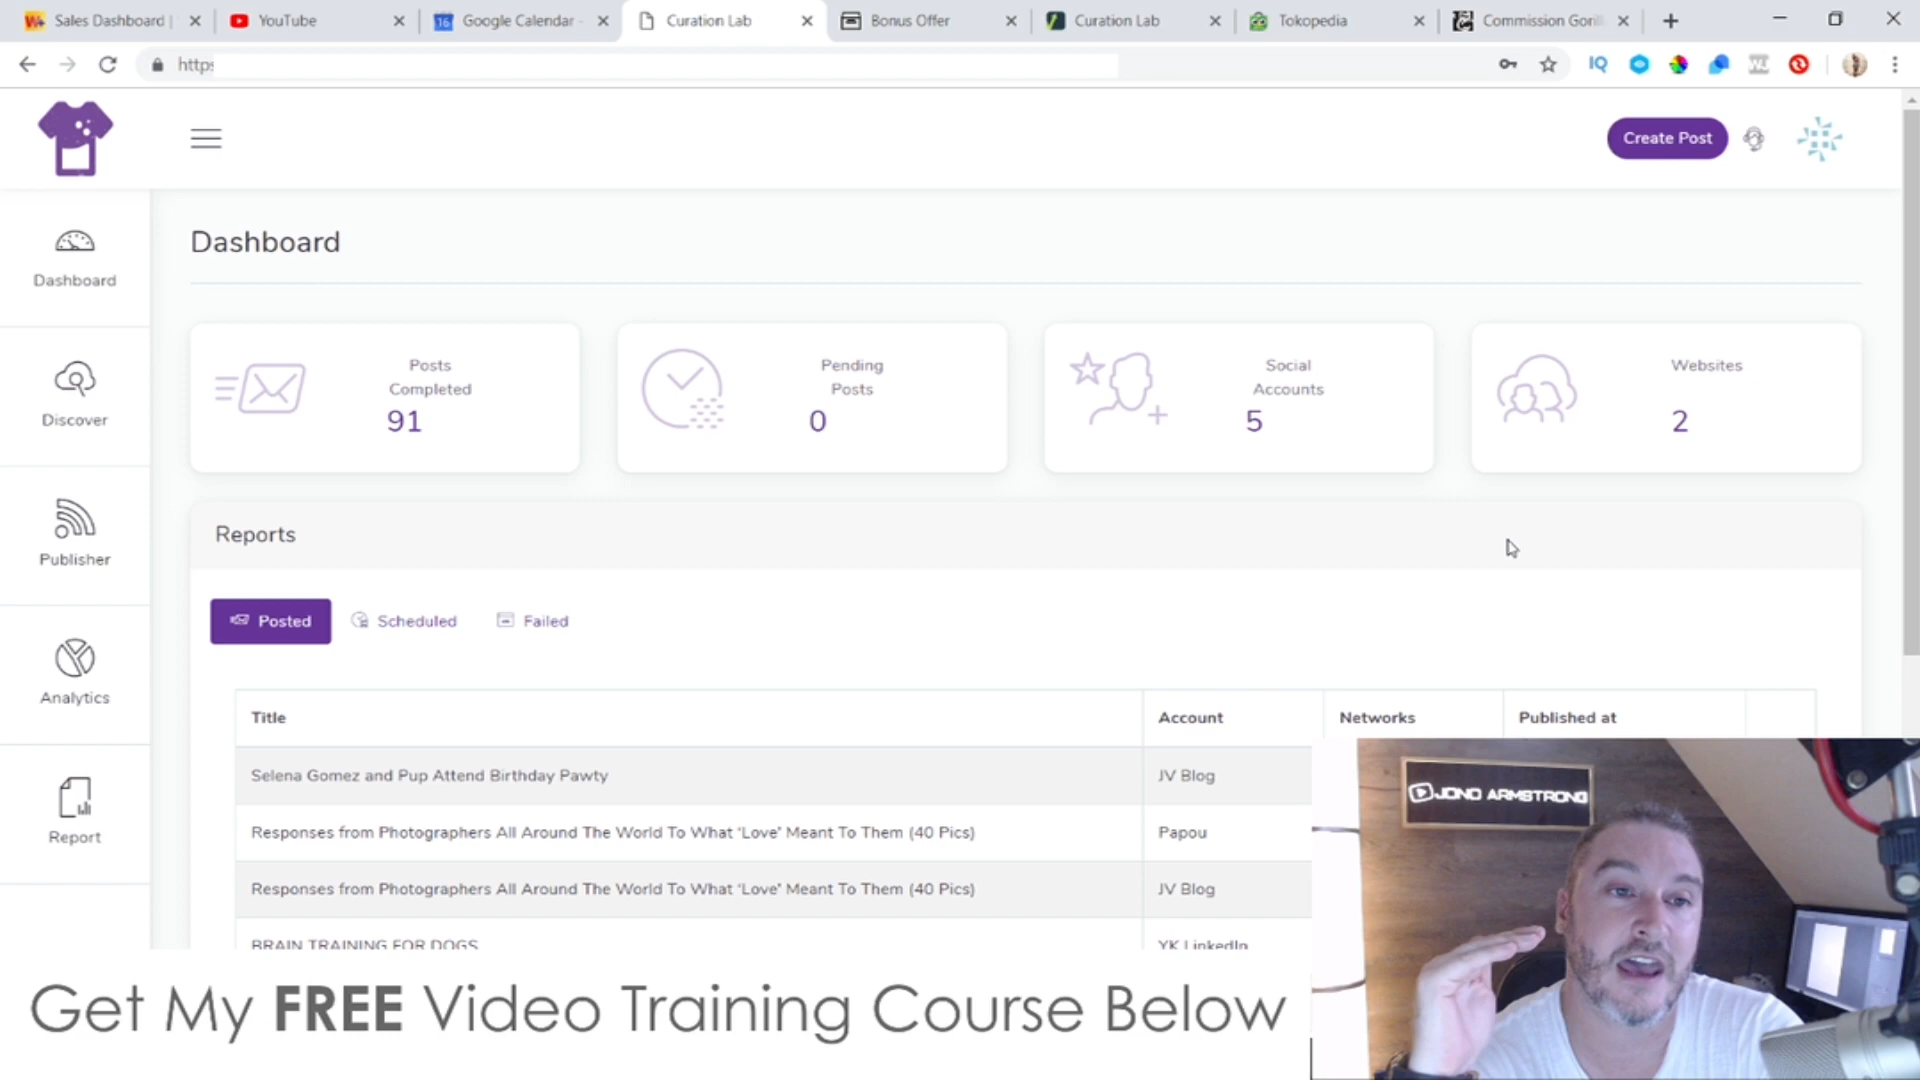 Sales Dashboard |
YouTube
Google Calendar -
Curation Lab
Bonus Offer
Curation Lab
Tokopedia
Commission Goril
https
IQ
Create Post
Dashboard
Dashboard
Discover
Publisher
Analytics
Report
Posts
Completed
91
Pending
Posts
0
Social
Accounts
5
Websites
2
Reports
Posted
Scheduled
Failed
Title Account Networks Published at
Selena Gomez and Pup Attend Birthday Pawty JV Blog
Responses from Photographers All Around The World To What 'Love' Meant To Them (40 Pics) Papou
Responses from Photographers All Around The World To What 'Love' Meant To Them (40 Pics) JV Blog
BRAIN TRAINING FOR DOGS YK LinkedIn
JONO ARMSTRONG
Get My FREE Video Training Course Below